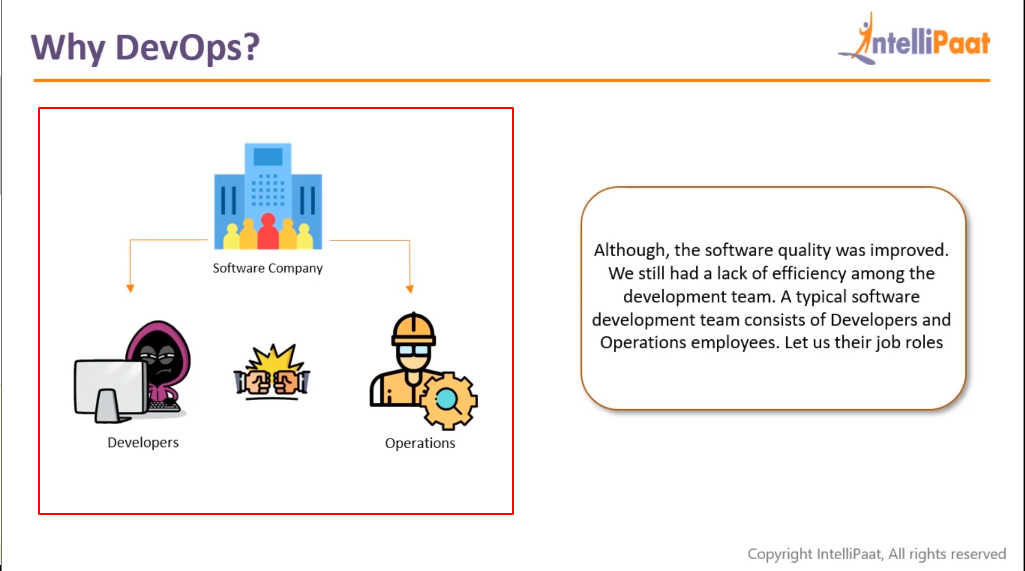 Why DevOps?
IntelliPaat
Software Company
Developers
Operations
Although, the software quality was improved.
We still had a lack of efficiency among the
development team. A typical software
development team consists of Developers and
Operations employees. Let us their job roles
Copyright IntelliPaat, All rights reserved